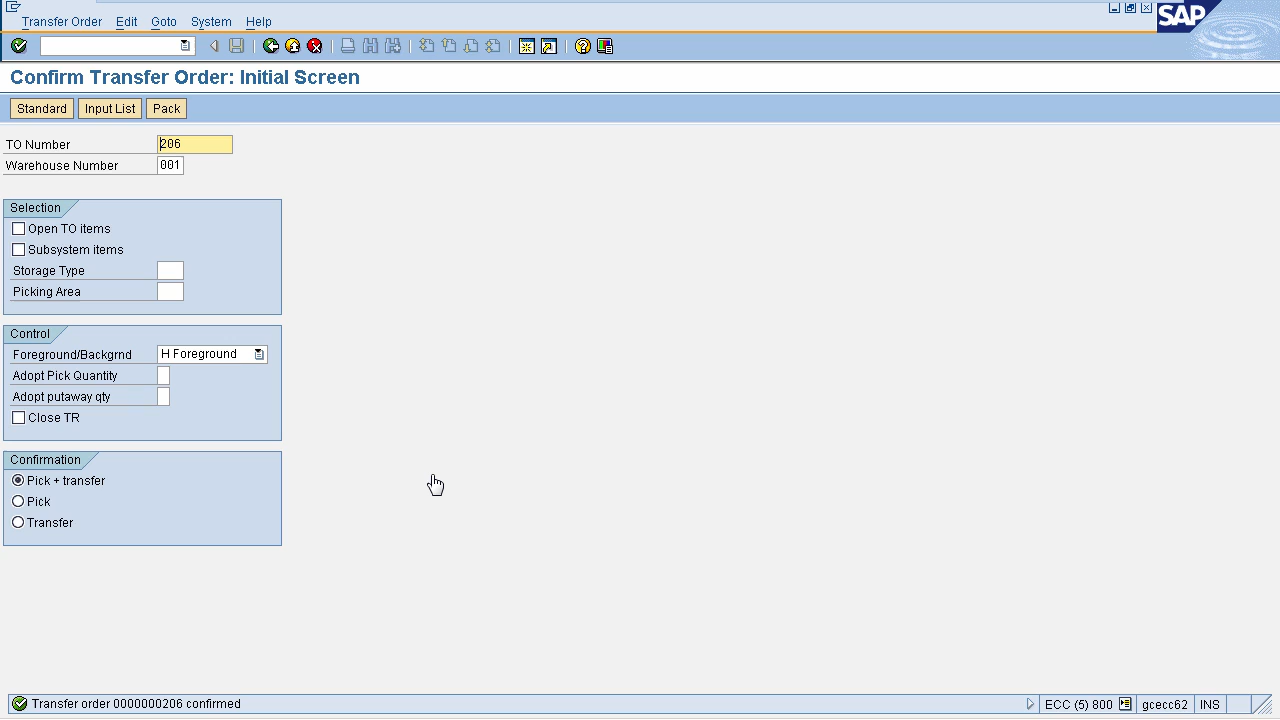 Transfer Order Edit Goto System Help
SAP
Confirm Transfer Order: Initial Screen
Standard Input List Pack
TO Number 206
Warehouse Number 001
Selection
Open TO items
Subsystem items
Storage Type
Picking Area
Control
Foreground/Backgrnd H Foreground
Adopt Pick Quantity
Adopt putaway qty
Close TR
Confirmation
Pick + transfer
Pick
Transfer
Transfer order 0000000206 confirmed ECC (5) 800 gcecc62 INS